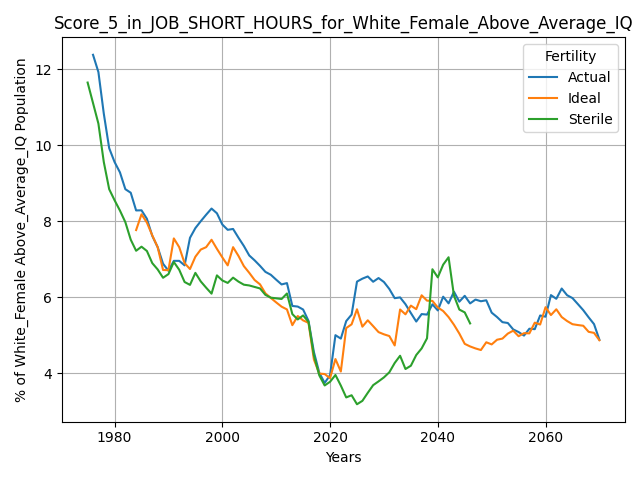 Score_5_in_JOB_SHORT_HOURS_for_White_Female_Above_Average_IQ
% of White_Female Above_Average_IQ Population
12
10
8
6
4
Fertility
Actual
Ideal
Sterile
1980 2000 2020 2040 2060
Years